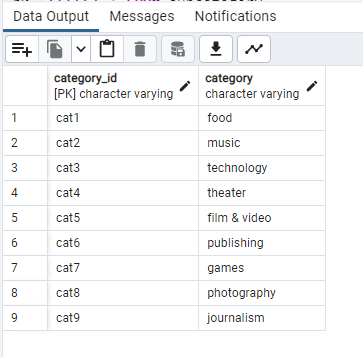 Data Output Messages Notifications
category_id category
[PK] character varying character varying
1 cat1 food
2 cat2 music
3 cat3 technology
4 cat4 theater
5 cat5 film & video
6 cat6 publishing
7 cat7 games
8 cat8 photography
9 cat9 journalism